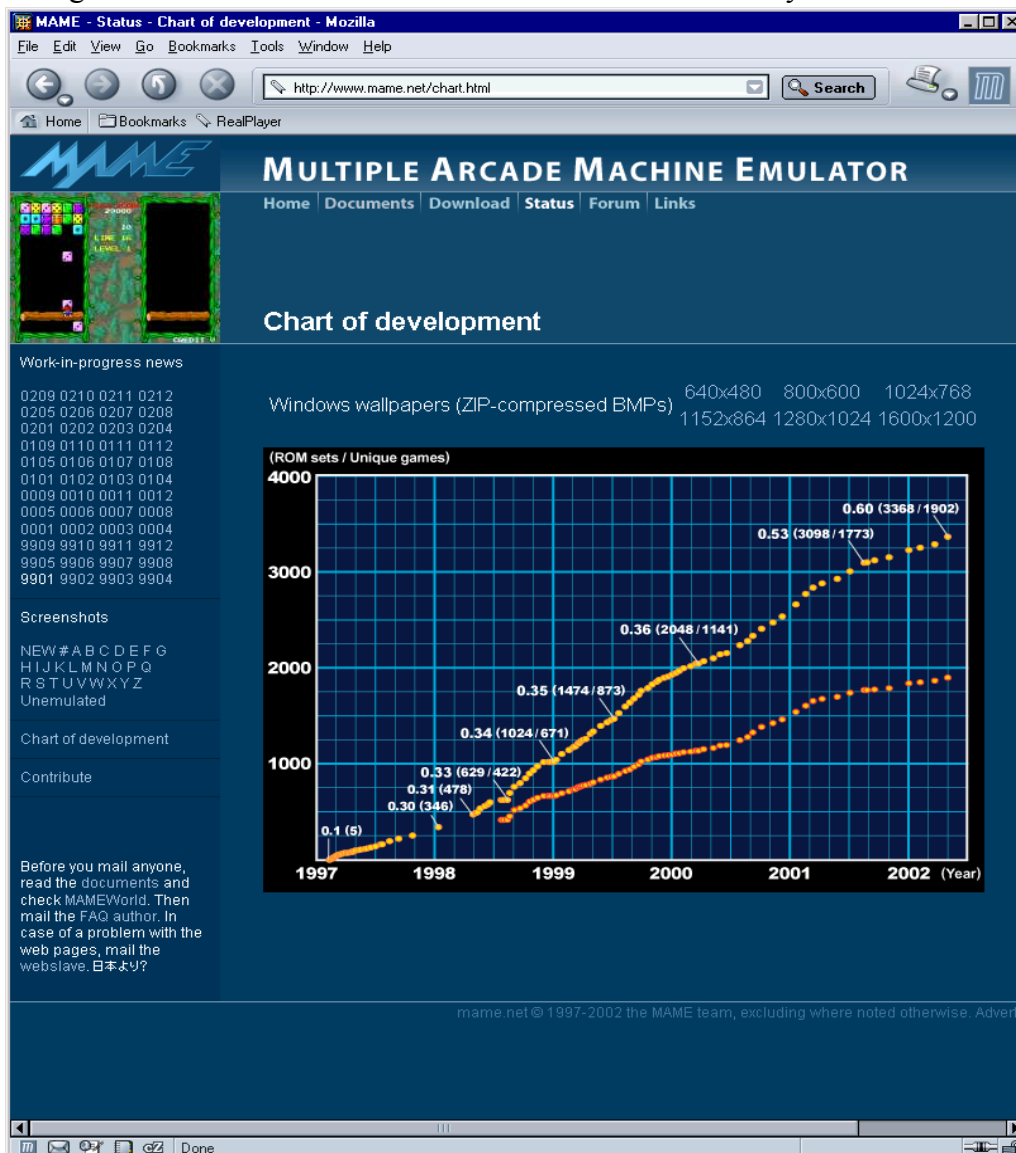 MAME - Status - Chart of development - Mozilla
File Edit View Go Bookmarks Tools Window Help
http://www.mame.net/chart.html Search
Home Bookmarks RealPlayer
MAME
MULTIPLE ARCADE MACHINE EMULATOR
Home Documents Download Status Forum Links
20000
LEVEL 1
Chart of development
Work-in-progress news
0209 0210 0211 0212
0205 0206 0207 0208
0201 0202 0203 0204
0109 0110 0111 0112
0105 0106 0107 0108
0101 0102 0103 0104
0009 0010 0011 0012
0005 0006 0007 0008
0001 0002 0003 0004
9909 9910 9911 9912
9905 9906 9907 9908
9901 9902 9903 9904
Screenshots
NEW # A B C D E F G
H I J K L M N O P Q
R S T U V W X Y Z
Unemulated
Chart of development
Contribute
Before you mail anyone,
read the documents and
check MAMEWorld. Then
mail the FAQ author. In
case of a problem with the
web pages, mail the
webslave. 日本より?
Windows wallpapers (ZIP-compressed BMPs)
640x480 800x600 1024x768
1152x864 1280x1024 1600x1200
(ROM sets / Unique games)
4000
3000
2000
1000
0.60 (3368/1902)
0.53 (3098/1773)
0.36 (2048/1141)
0.35 (1474/873)
0.34 (1024/671)
0.33 (629/422)
0.31 (478)
0.30 (346)
0.1 (5)
1997 1998 1999 2000 2001 2002 (Year)
mame.net © 1997-2002 the MAME team, excluding where noted otherwise.
Done